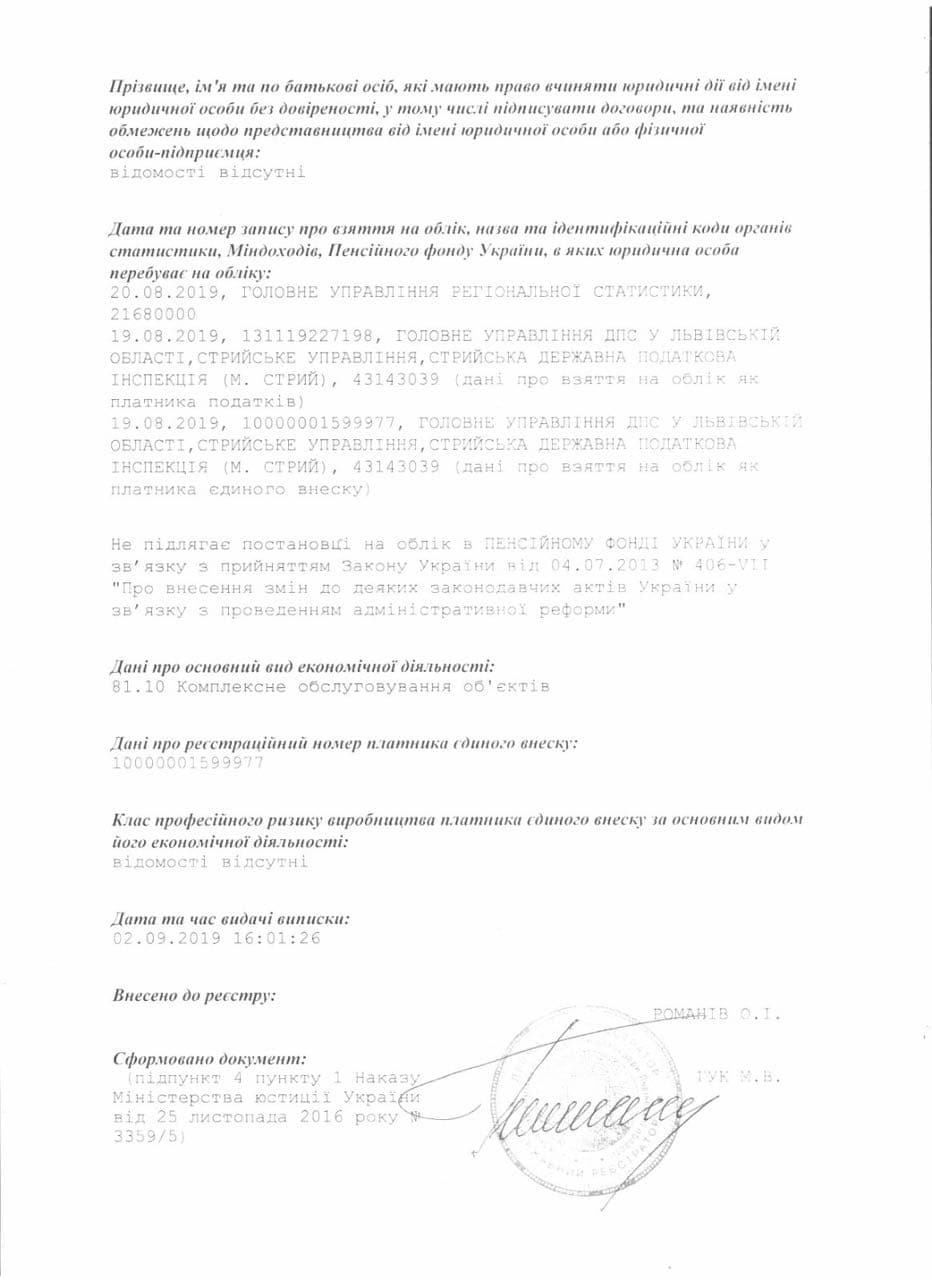 Прізвище, ім'я та по батькові осіб, які мають право вчиняти юридичні дії від імені
юридичної особи без довіреності, у тому числі підписувати договори, та наявність
обмежень щодо представництва від імені юридичної особи або фізичної
особи-підприємця:
відомості відсутні
Дата та номер запису про взяття на облік, назва та ідентифікаційні коди органів
статистики, Міндоходів, Пенсійного фонду України, в яких юридична особа
перебуває на обліку:
20.08.2019, ГОЛОВНЕ УПРАВЛІННЯ РЕГІОНАЛЬНОЇ СТАТИСТИКИ,
21680000
19.08.2019, 131119227198, ГОЛОВНЕ УПРАВЛІННЯ ДПС У ЛЬВІВСЬКІЙ
ОБЛАСТІ,СТРИЙСЬКЕ УПРАВЛІННЯ,СТРИЙСЬКА ДЕРЖАВНА ПОДАТКОВА
ІНСПЕКЦІЯ (М. СТРИЙ), 43143039 (дані про взяття на облік як
платника податків)
19.08.2019, 10000001599977, ГОЛОВНЕ УПРАВЛІННЯ ДПС У ЛЬВІВСЬКІЙ
ОБЛАСТІ,СТРИЙСЬКЕ УПРАВЛІННЯ,СТРИЙСЬКА ДЕРЖАВНА ПОДАТКОВА
ІНСПЕКЦІЯ (М. СТРИЙ), 43143039 (дані про взяття на облік як
платника єдиного внеску)
Не підлягає постановці на облік в ПЕНСІЙНОМУ ФОНДІ УКРАЇНИ у
зв’язку з прийняттям Закону України від 04.07.2013 № 406-VII
"Про внесення змін до деяких законодавчих актів України у
зв’язку з проведенням адміністративної реформи"
Дані про основний вид економічної діяльності:
81.10 Комплексне обслуговування об'єктів
Дані про реєстраційний номер платника єдиного внеску:
10000001599977
Клас професійного ризику виробництва платника єдиного внеску за основним видом
його економічної діяльності:
відомості відсутні
Дата та час видачі виписки:
02.09.2019 16:01:26
Внесено до реєстру:
РОМАНІВ О.І.
Сформовано документ:
(підпункт 4 пункту 1 Наказу
Міністерства юстиції України
від 25 листопада 2016 року №
3359/5)
ГУК М.В.
РЕЄСТРАТОР